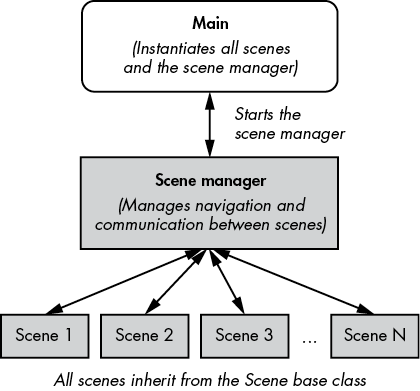 Main
(Instantiates all scenes
and the scene manager)
Starts the
scene manager
Scene manager
(Manages navigation and
communication between scenes)
Scene 1
Scene 2
Scene 3
...
Scene N
All scenes inherit from the Scene base class